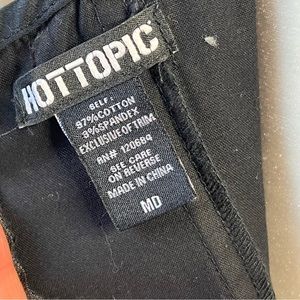 HOTTOPIC
SELF:
97%COTTON
3%SPANDEX
EXCLUSIVE OF TRIM
RN# 120684
SEE CARE
ON REVERSE
MADE IN CHINA
MD